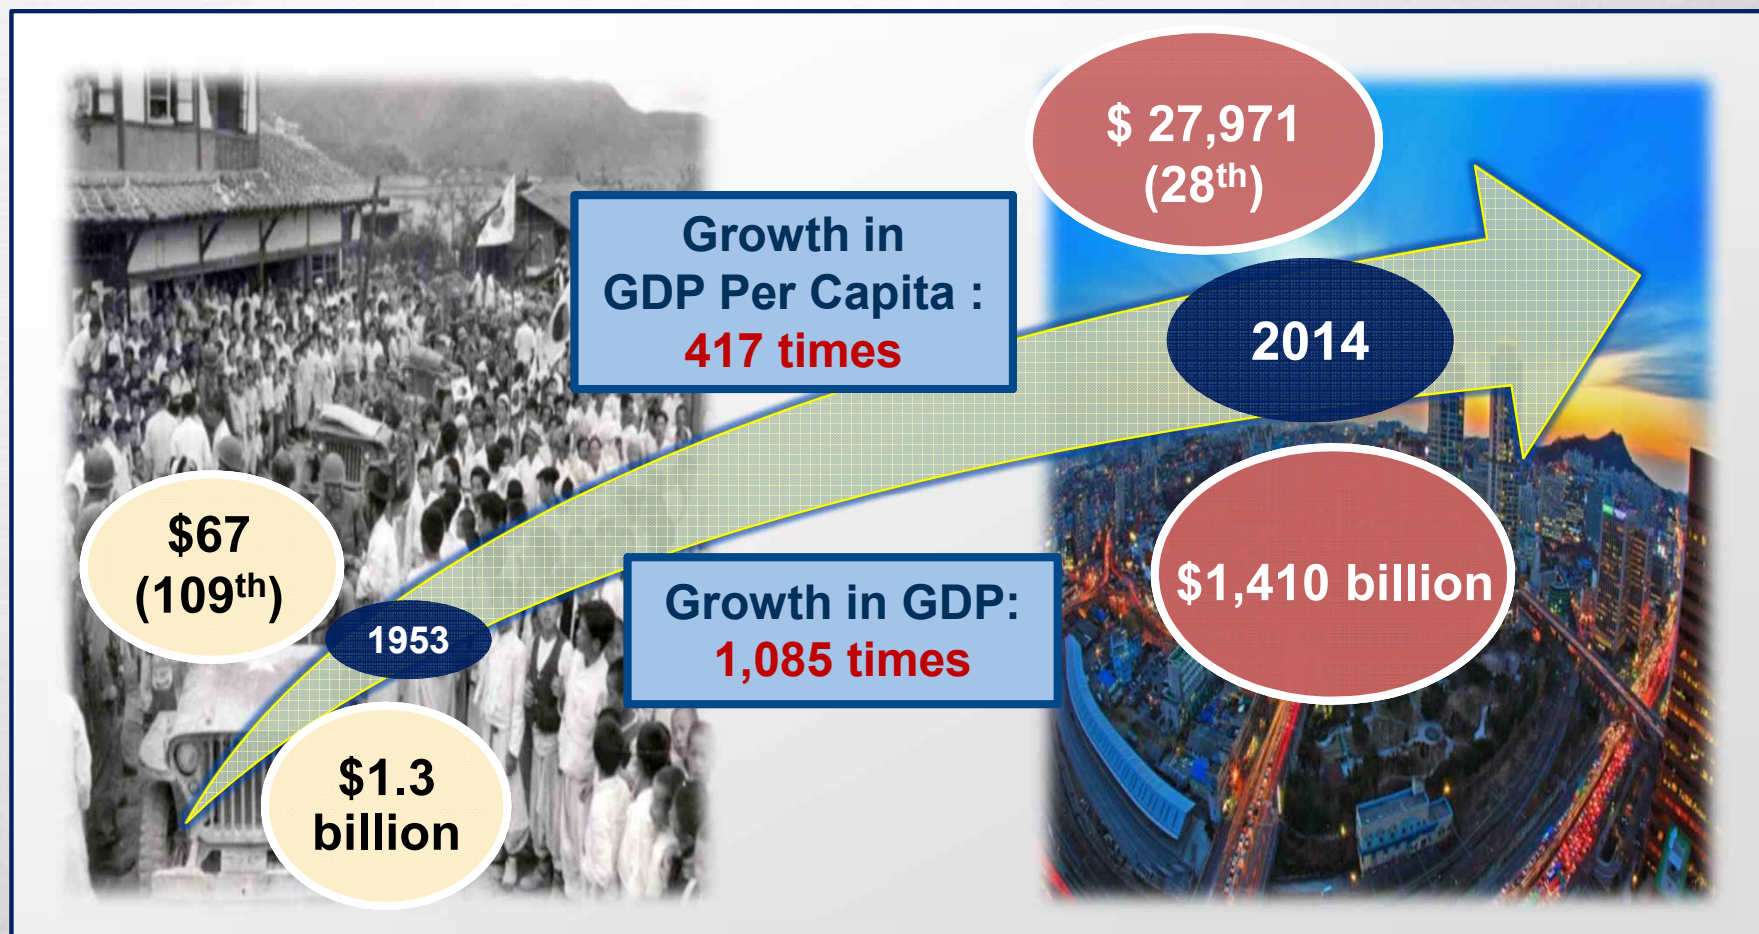 $ 27,971
(28th)
Growth in
GDP Per Capita :
417 times
2014
$67
(109th)
1953
$1,410 billion
Growth in GDP:
1,085 times
$1.3
billion